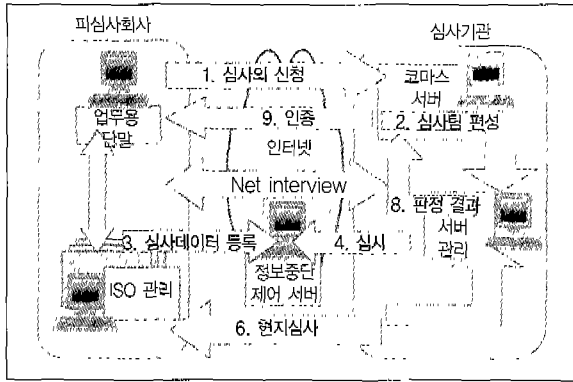 피심사회사
심사기관
1. 심사의 신청
코마스
서버
업무용
단말
9. 인증
2. 심사팀 편성
인터넷
Net interview
8. 판정 결과
서버
관리
3. 심사데이터 등록
4. 실시
정보중단
제어 서버
ISO 관리
6. 현지심사